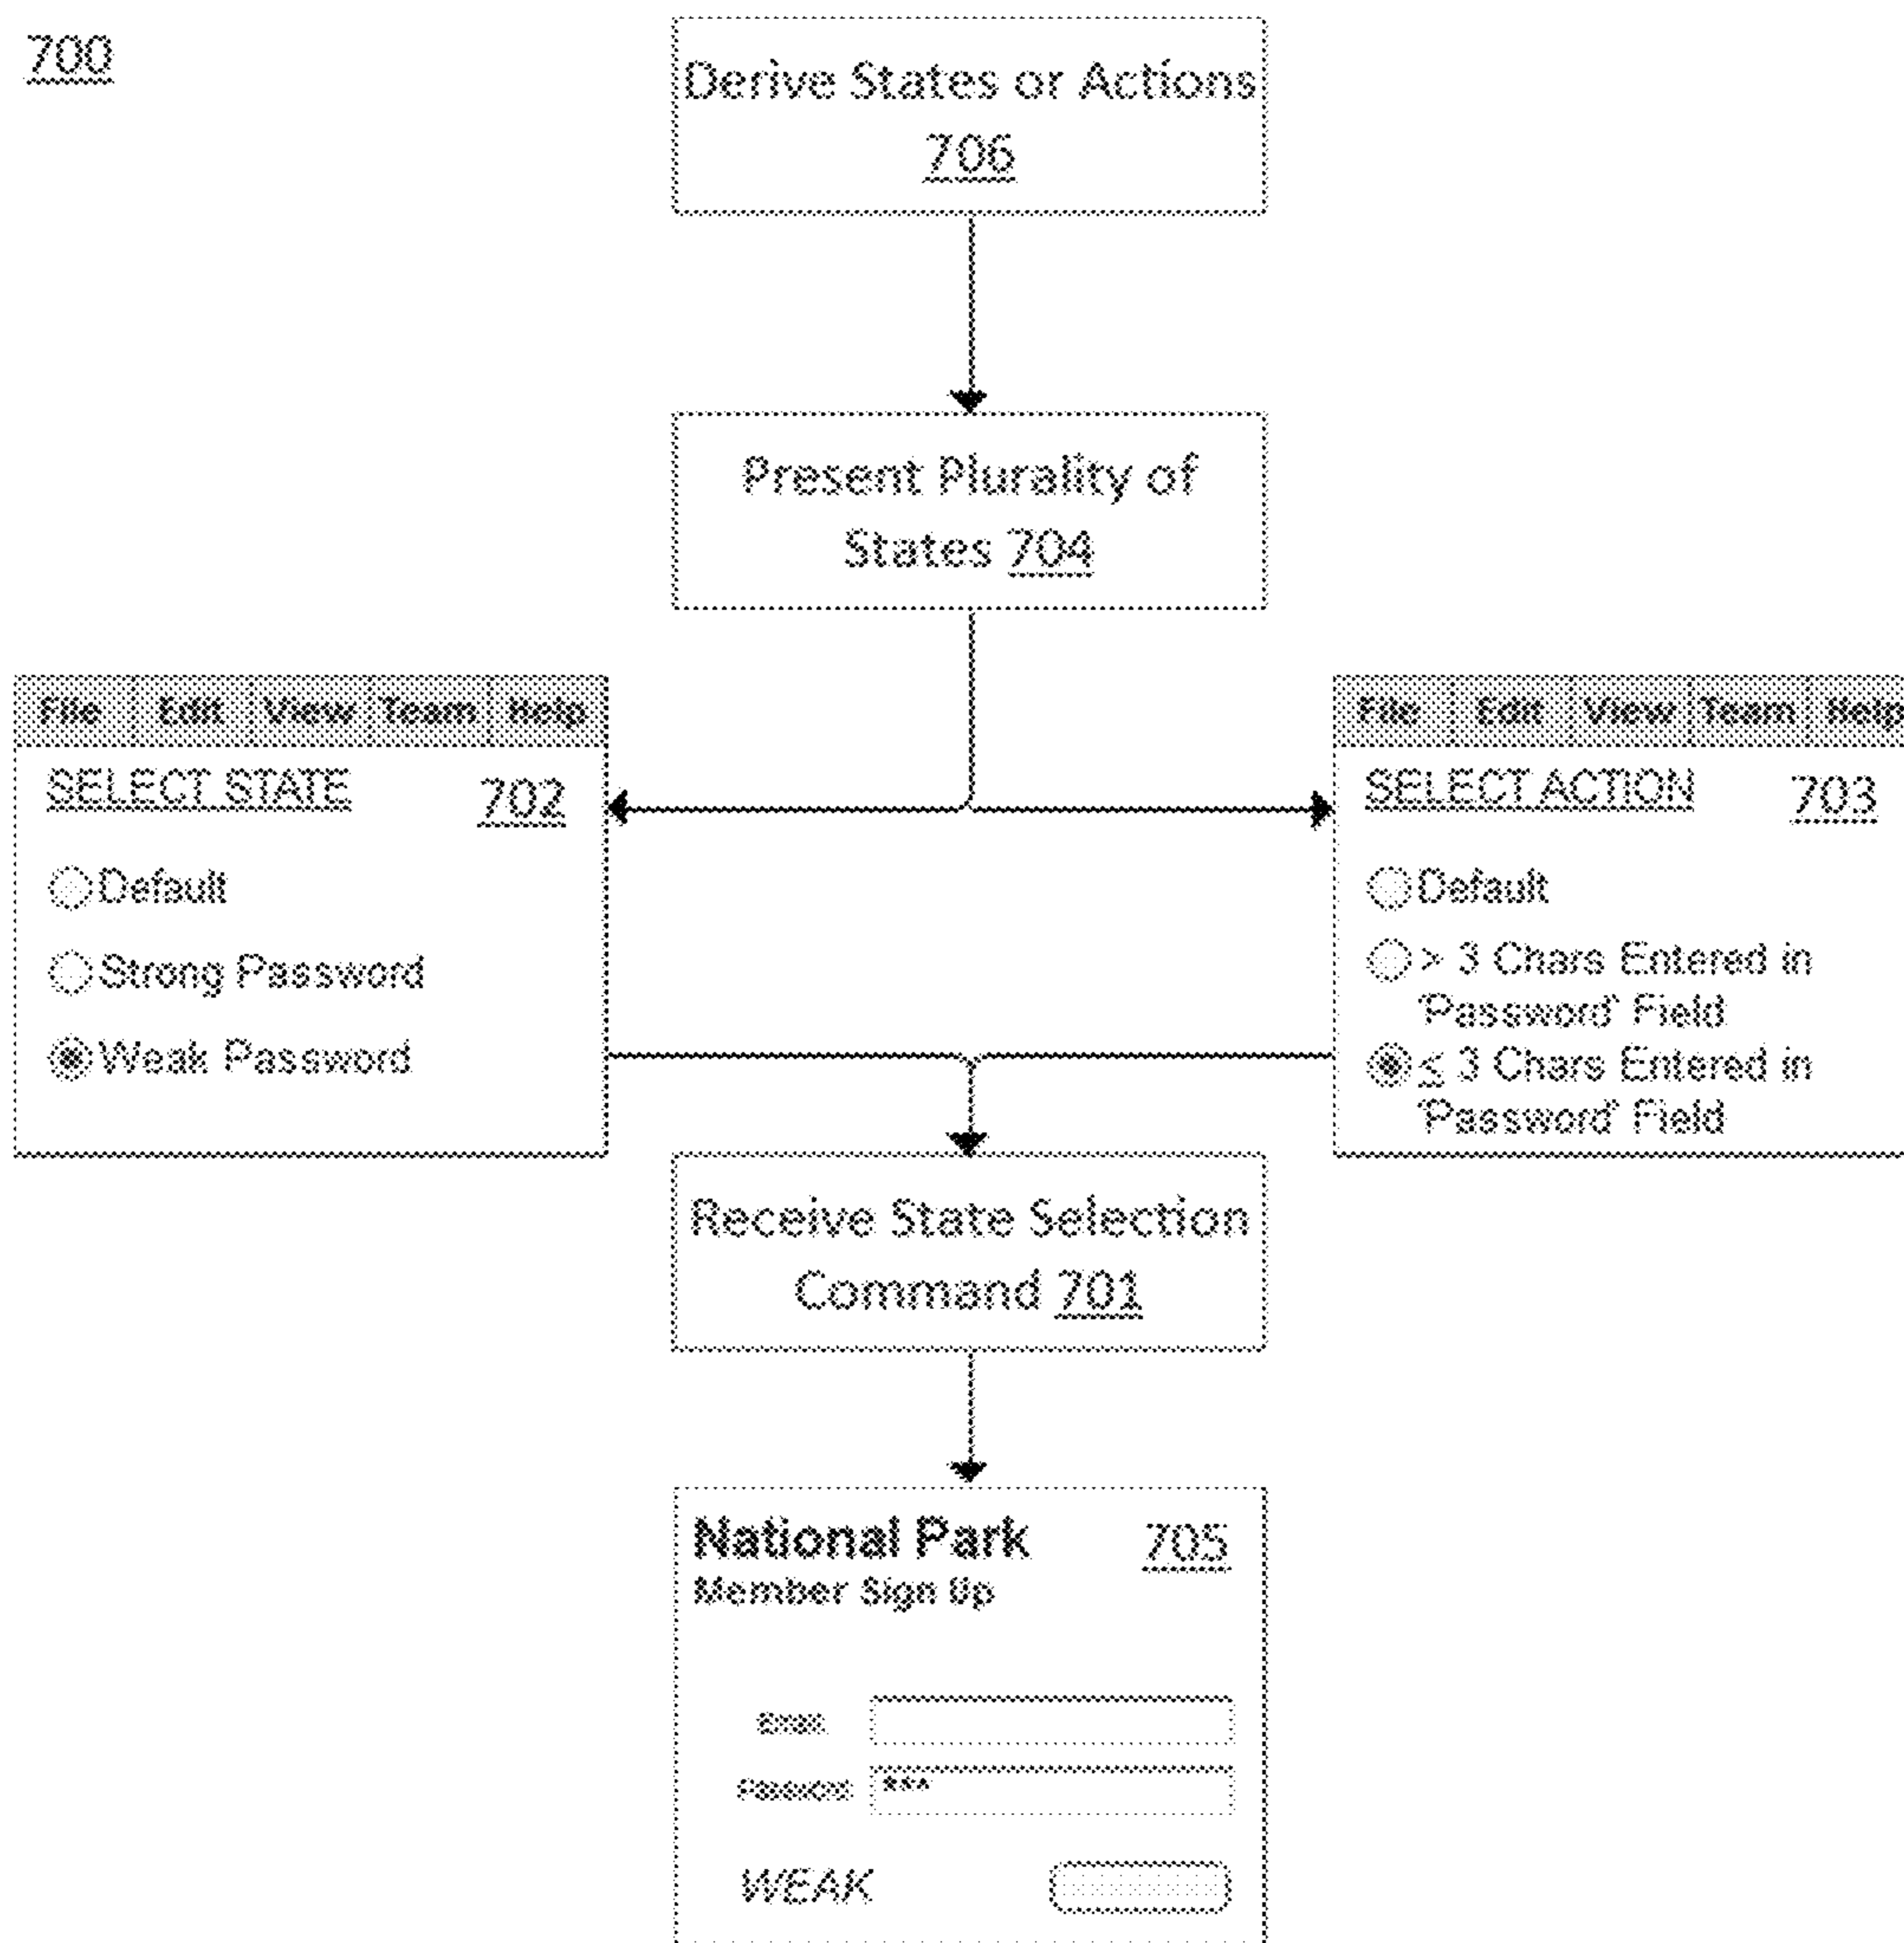 700
Derive States or Actions
706
Present Plurality of
States 704
File Edit View Team Help
SELECT STATE 702
Default
Strong Password
Weak Password
File Edit View Team Help
SELECT ACTION 703
Default
> 3 Chars Entered in
'Password' Field
≤ 3 Chars Entered in
'Password' Field
Receive State Selection
Command 701
National Park 705
Member Sign Up
Email
Password ***
WEAK